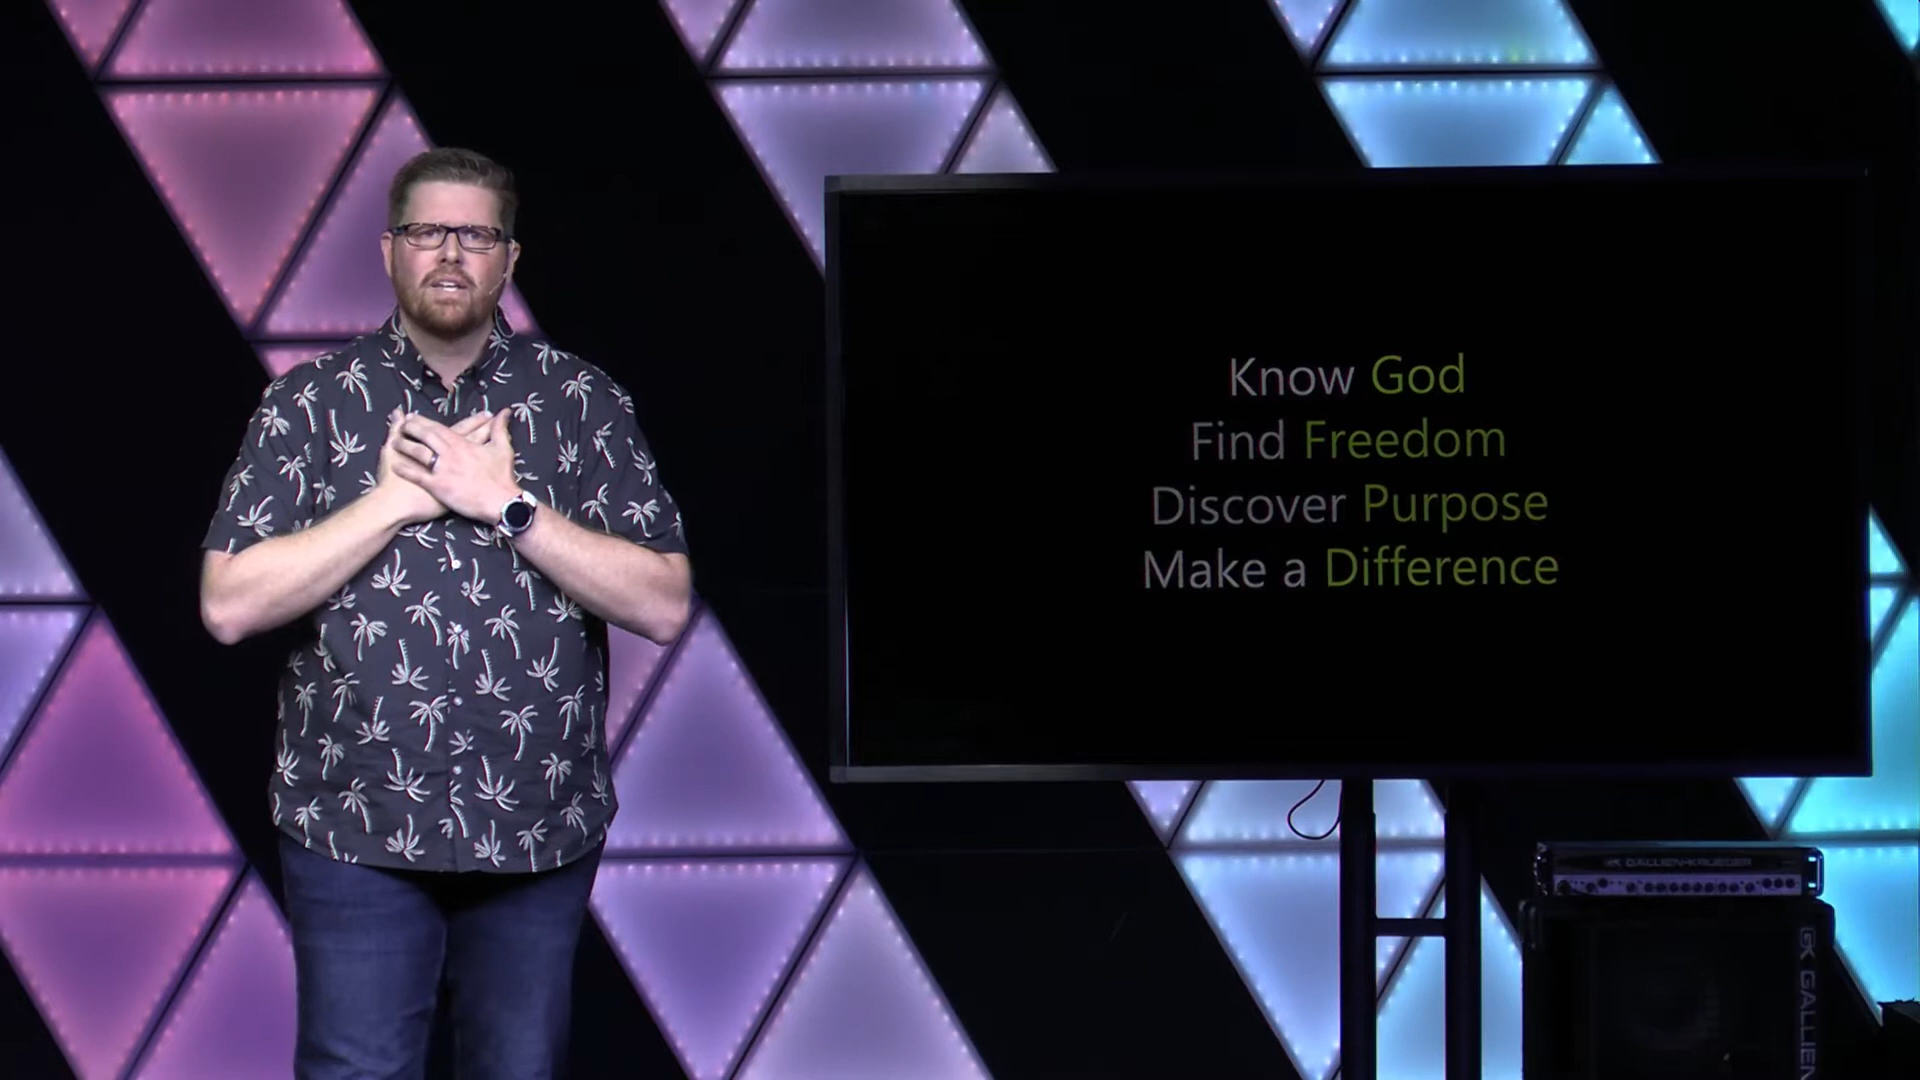 Know God
Find Freedom
Discover Purpose
Make a Difference
GALLIEN-KRUEGER
GK GALLIEN